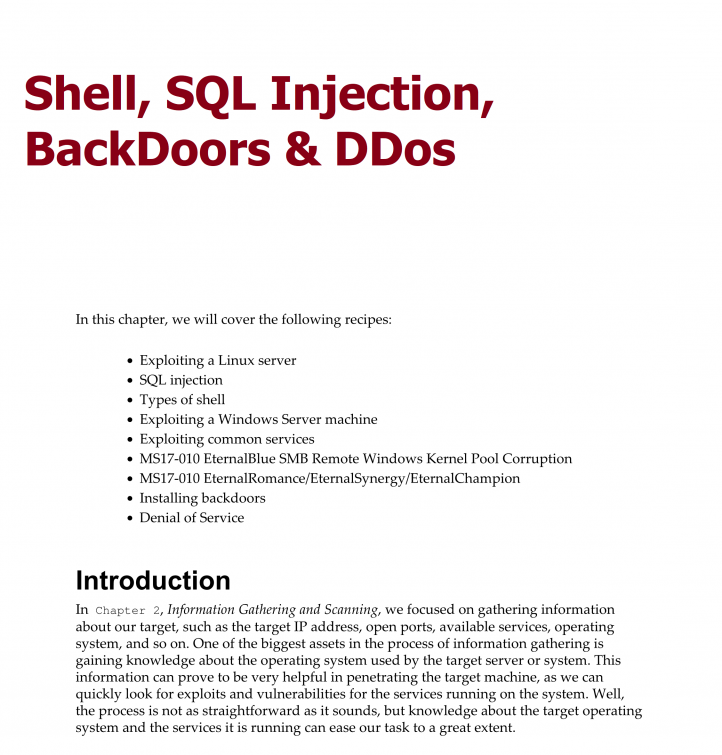 Shell, SQL Injection,
BackDoors & DDos
In this chapter, we will cover the following recipes:
• Exploiting a Linux server
• SQL injection
• Types of shell
• Exploiting a Windows Server machine
• Exploiting common services
• MS17-010 EternalBlue SMB Remote Windows Kernel Pool Corruption
• MS17-010 EternalRomance/EternalSynergy/EternalChampion
• Installing backdoors
• Denial of Service
Introduction
In Chapter 2, Information Gathering and Scanning, we focused on gathering information
about our target, such as the target IP address, open ports, available services, operating
system, and so on. One of the biggest assets in the process of information gathering is
gaining knowledge about the operating system used by the target server or system. This
information can prove to be very helpful in penetrating the target machine, as we can
quickly look for exploits and vulnerabilities for the services running on the system. Well,
the process is not as straightforward as it sounds, but knowledge about the target operating
system and the services it is running can ease our task to a great extent.